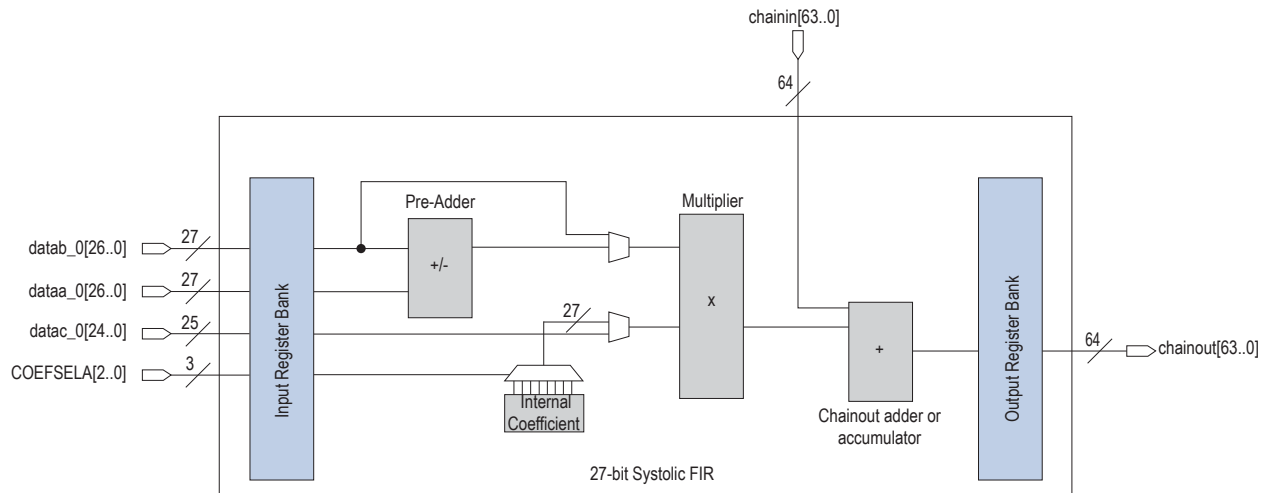 chainin[63..0]
64
Pre-Adder
Multiplier
datab_0[26..0]
27
+/-
dataa_0[26..0]
27
27
x
datac_0[24..0]
25
COEFSELA[2..0]
3
Input Register Bank
Internal
Coefficient
+
Chainout adder or
accumulator
Output Register Bank
64
chainout[63..0]
27-bit Systolic FIR